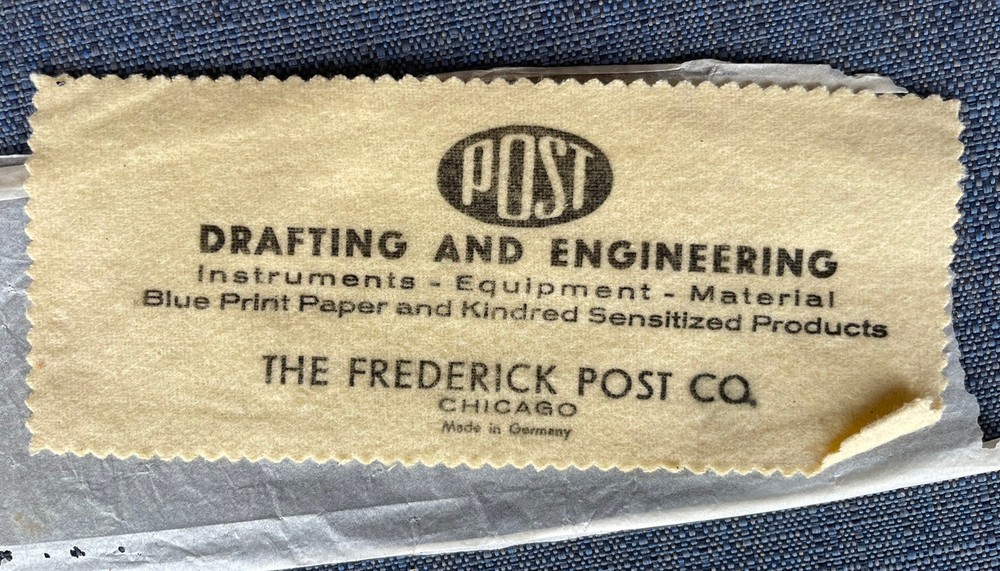 POST
DRAFTING AND ENGINEERING
Instruments - Equipment - Material
Blue Print Paper and Kindred Sensitized Products
THE FREDERICK POST CO.
CHICAGO
Made in Germany